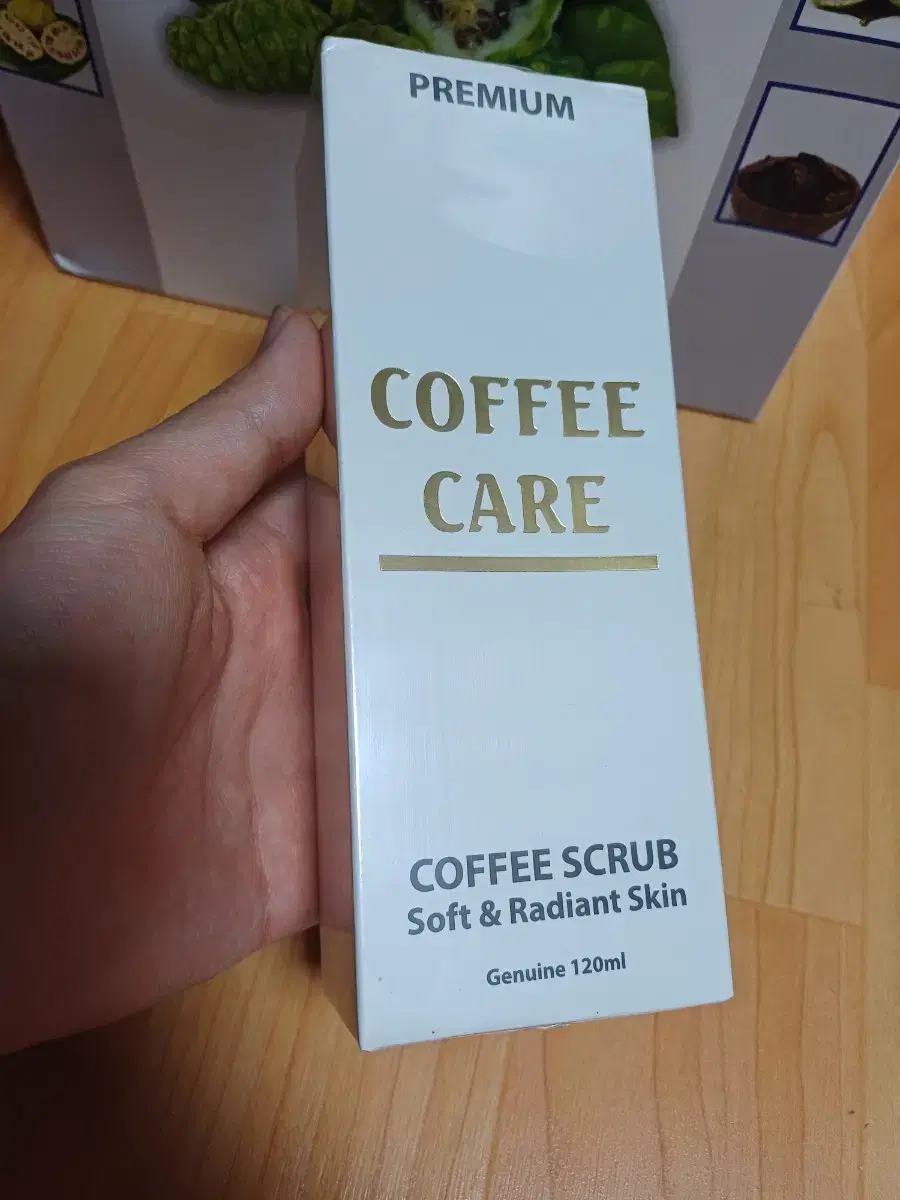 PREMIUM
COFFEE
CARE
COFFEE SCRUB
Soft & Radiant Skin
Genuine 120ml